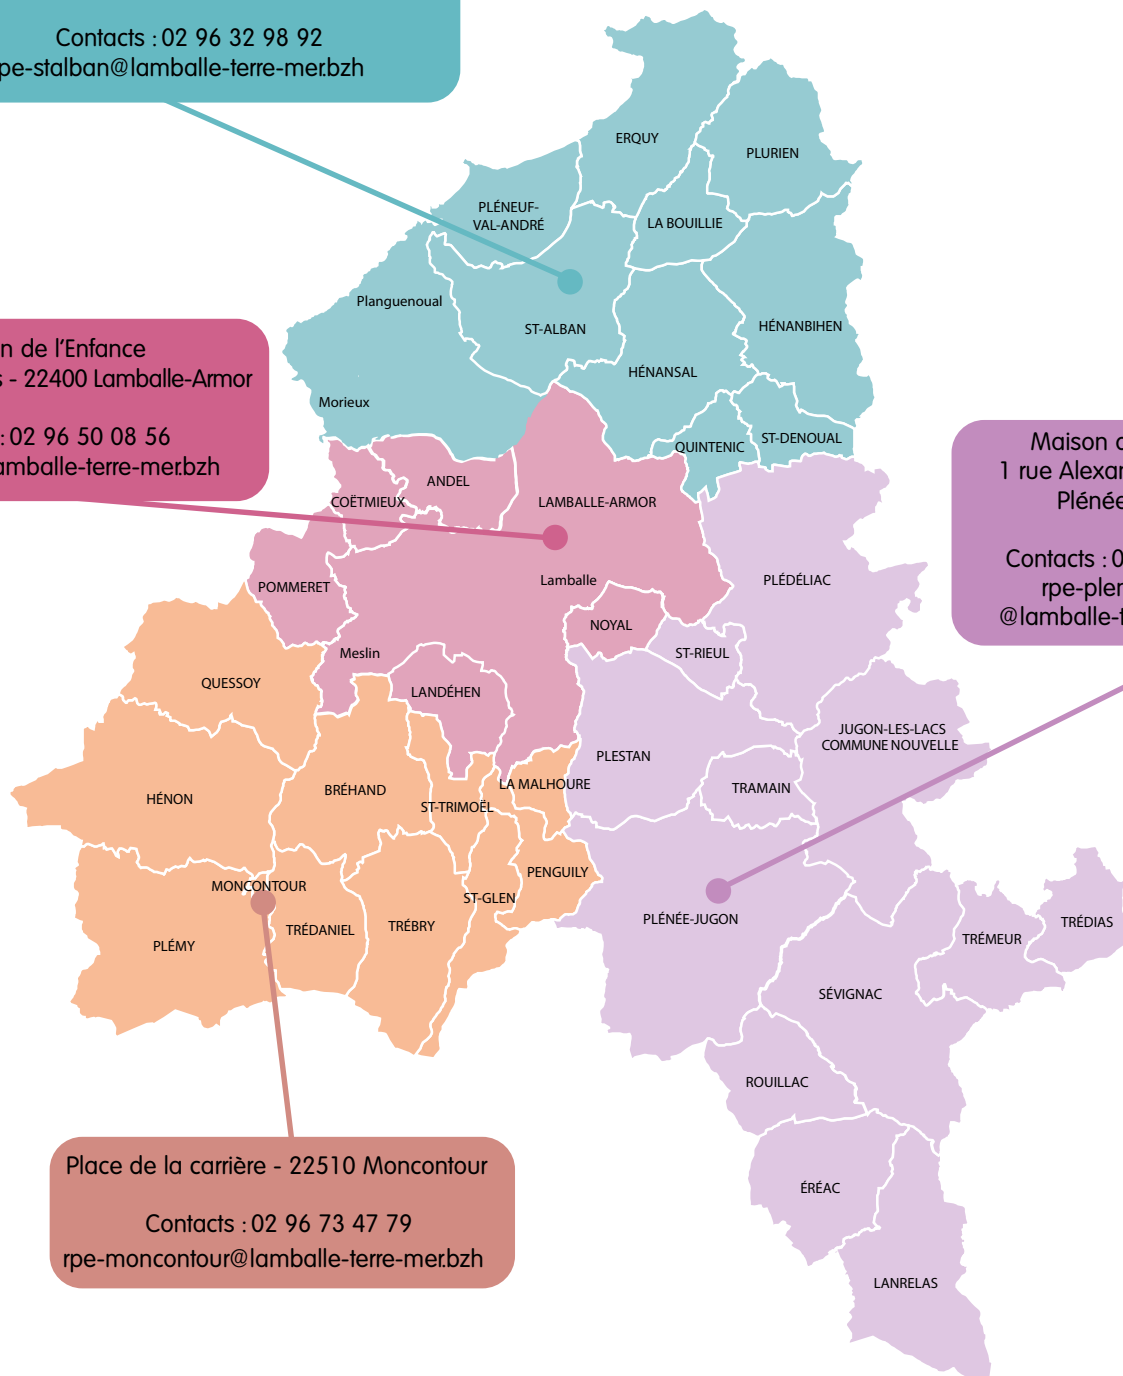 Contacts : 02 96 32 98 92
pe-stalban@lamballe-terre-mer.bzh
ERQUY
PLURIEN
PLÉNEUF-
VAL-ANDRÉ
LA BOUILLIE
Planguenoual
ST-ALBAN
HÉNANBIHEN
HÉNANSAL
Morieux
QUINTENIC
ST-DENOUAL
n de l'Enfance
s - 22400 Lamballe-Armor
: 02 96 50 08 56
amballe-terre-mer.bzh
ANDEL
COËTMIEUX
LAMBALLE-ARMOR
Lamballe
POMMERET
NOYAL
Meslin
LANDÉHEN
Maison d
1 rue Alexan
Plénée
Contacts : 0
rpe-plen
@lamballe-t
PLÉDÉLIAC
ST-RIEUL
JUGON-LES-LACS
COMMUNE NOUVELLE
PLESTAN
TRAMAIN
PLÉNÉE-JUGON
TRÉDIAS
TRÉMEUR
SÉVIGNAC
ROUILLAC
ÉRÉAC
LANRELAS
QUESSOY
HÉNON
BRÉHAND
LA MALHOURE
ST-TRIMOËL
PENGUILY
MONCONTOUR
ST-GLEN
TRÉDANIEL
TRÉBRY
PLÉMY
Place de la carrière - 22510 Moncontour
Contacts : 02 96 73 47 79
rpe-moncontour@lamballe-terre-mer.bzh